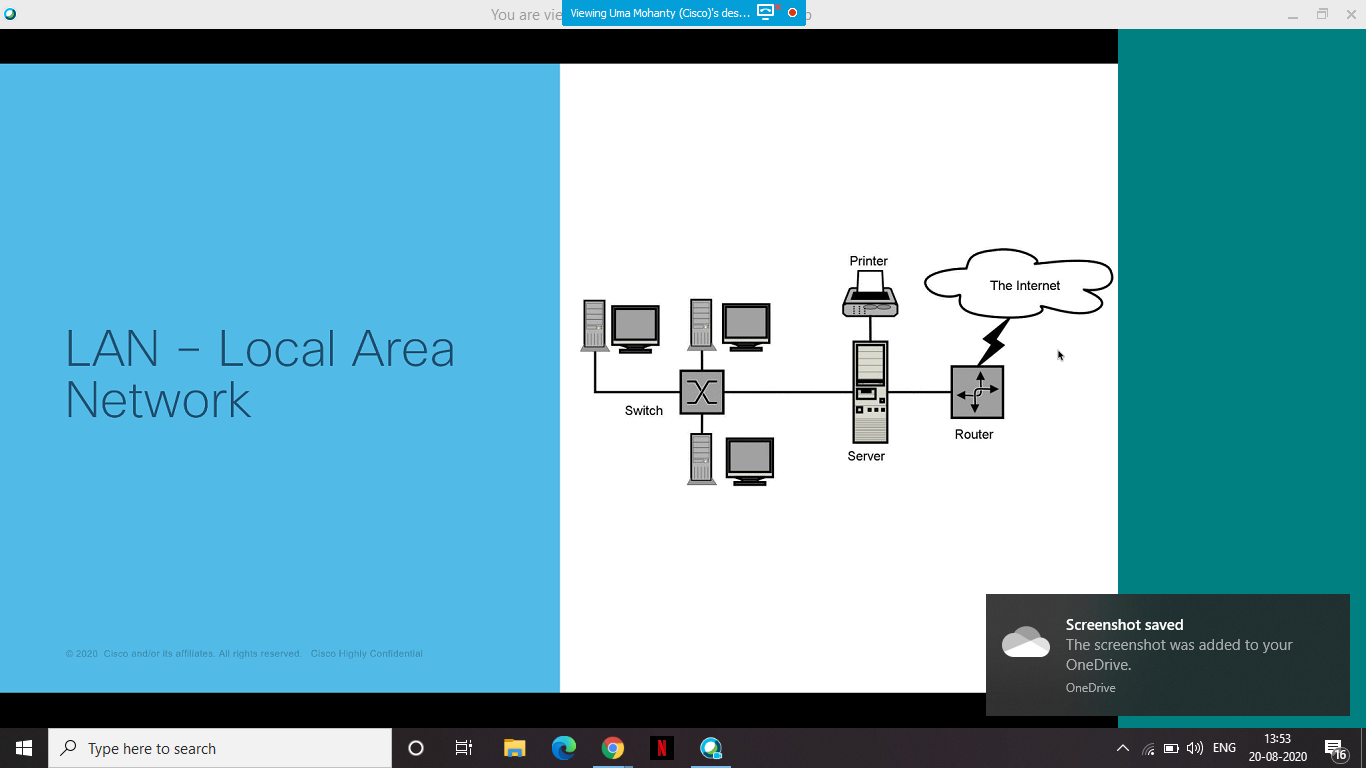 You are vie
Viewing Uma Mohanty (Cisco)'s des...
LAN – Local Area
Network
Printer
The Internet
Switch
Server
Router
© 2020 Cisco and/or its affiliates. All rights reserved. Cisco Highly Confidential
Screenshot saved
The screenshot was added to your
OneDrive.
OneDrive
Type here to search
N
ENG
13:53
20-08-2020
16